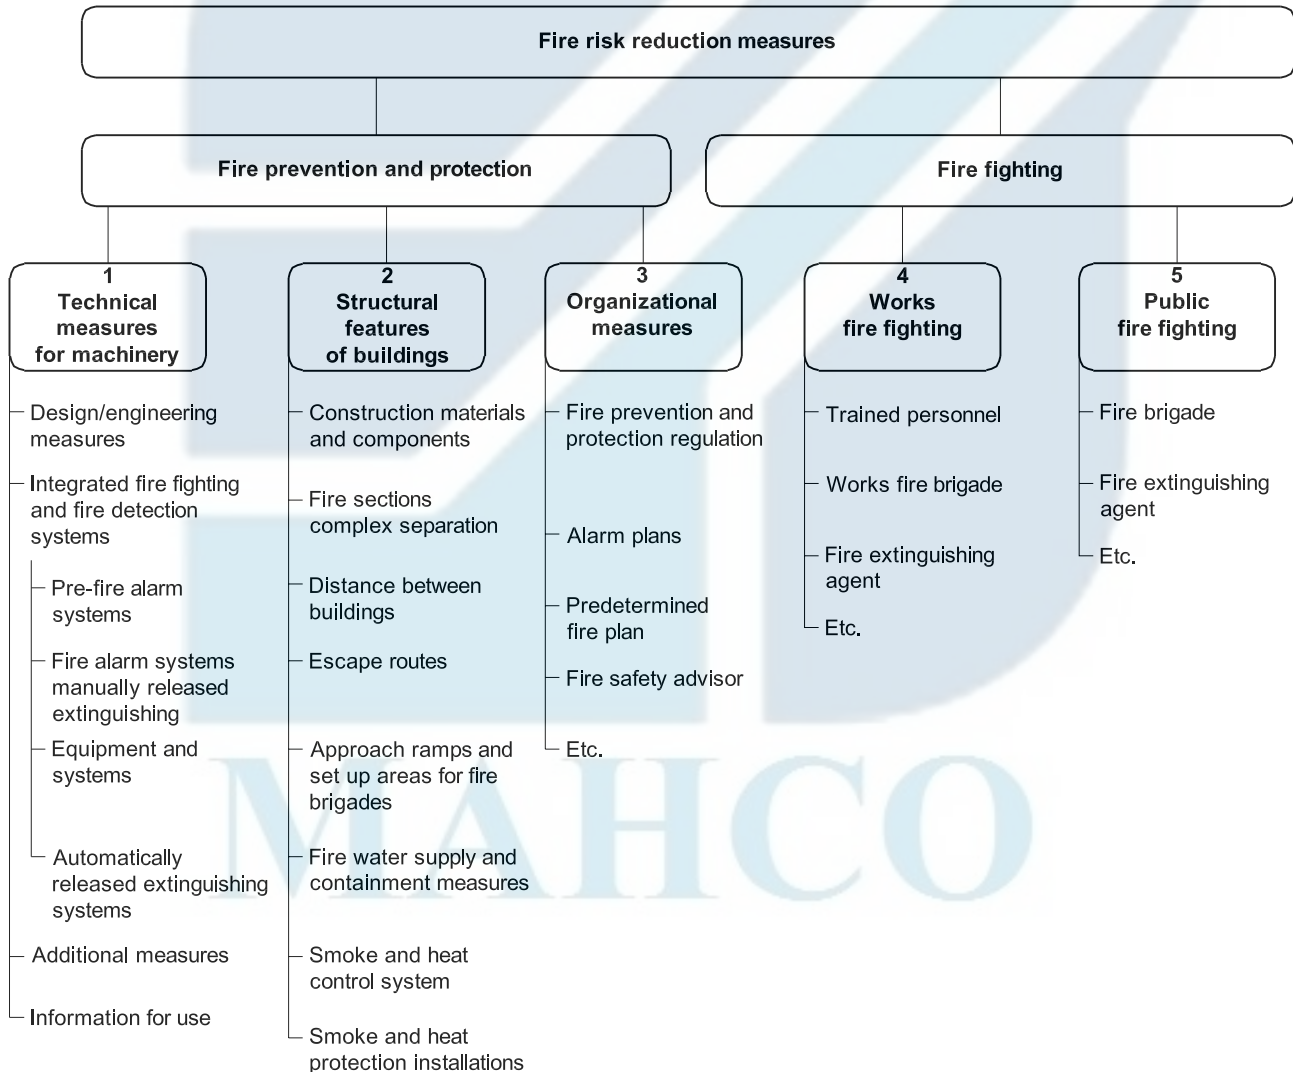 Fire risk reduction measures
Fire prevention and protection
Fire fighting
1
Technical
measures
for machinery
Design/engineering
measures
Integrated fire fighting
and fire detection
systems
Pre-fire alarm
systems
Fire alarm systems
manually released
extinguishing
Equipment and
systems
Automatically
released extinguishing
systems
Additional measures
Information for use
2
Structural
features
of buildings
Construction materials
and components
Fire sections
complex separation
Distance between
buildings
Escape routes
Approach ramps and
set up areas for fire
brigades
Fire water supply and
containment measures
Smoke and heat
control system
Smoke and heat
protection installations
3
Organizational
measures
Fire prevention and
protection regulation
Alarm plans
Predetermined
fire plan
Fire safety advisor
Etc.
4
Works
fire fighting
Trained personnel
Works fire brigade
Fire extinguishing
agent
Etc.
5
Public
fire fighting
Fire brigade
Fire extinguishing
agent
Etc.
MAHCO